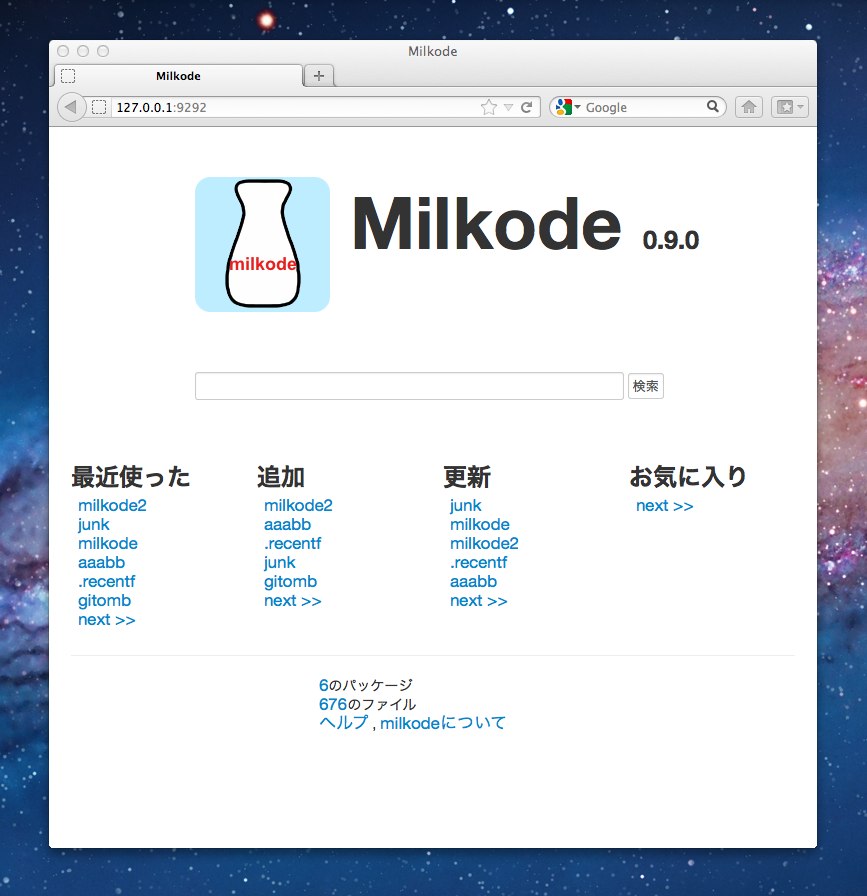 Milkode
Milkode
127.0.0.1:9292
Google
milkode
Milkode 0.9.0
検索
最近使った
milkode2
junk
milkode
aaabb
.recentf
gitomb
next >>
追加
milkode2
aaabb
.recentf
junk
gitomb
next >>
更新
junk
milkode
milkode2
.recentf
aaabb
next >>
お気に入り
next >>
6のパッケージ
676のファイル
ヘルプ , milkodeについて